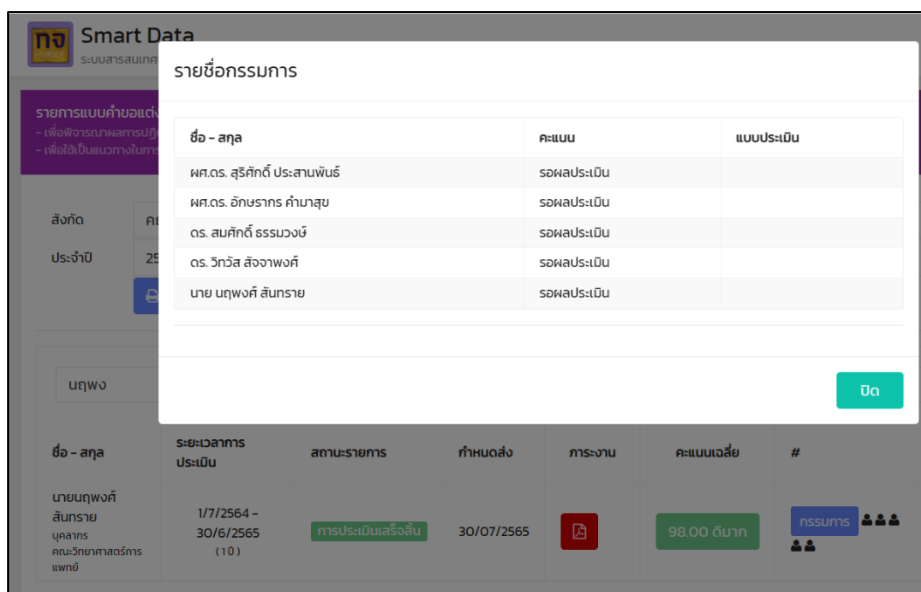 กจ
Smart Data
ระบบสารสนเทศ
รายชื่อกรรมการ
รายการแบบคำขอแต่ง
- เพื่อพิจารณาผลการปฏิ
- เพื่อใช้เป็นแนวทางในการ
ชื่อ - สกุล คะแนน แบบประเมิน
ผศ.ดร. สุริศักดิ์ ประสานพันธ์ รอผลประเมิน
ผศ.ดร. อักษรากร คำมาสุข รอผลประเมิน
ดร. สมศักดิ์ ธรรมวงษ์ รอผลประเมิน
ดร. วิทวัส สัจจาพงศ์ รอผลประเมิน
นาย นฤพงศ์ สันทราย รอผลประเมิน
สังกัด
ประจำปี 25
นฤพง
ปิด
ชื่อ - สกุล ระยะเวลาการ สถานะรายการ กำหนดส่ง ภาระงาน คะแนนเฉลี่ย #
ประเมิน
นายนฤพงศ์
สันทราย
บุคลากร
คณะวิทยาศาสตร์การ
แพทย์
1/7/2564 -
30/6/2565
(10)
การประเมินเสร็จสิ้น
30/07/2565
98.00 ดีมาก
กรรมการ